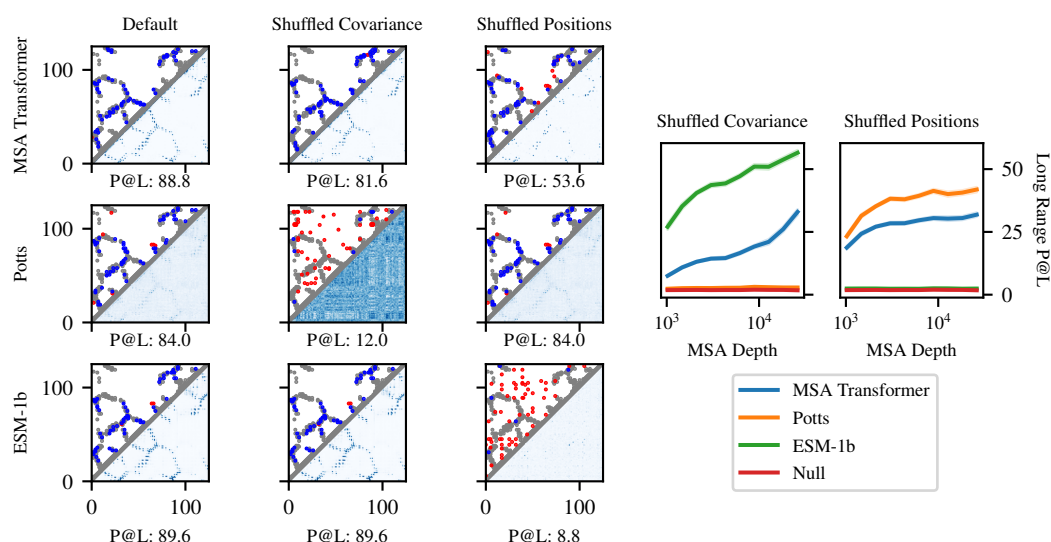 Default
Shuffled Covariance
Shuffled Positions
MSA Transformer
100
0
P@L: 88.8
P@L: 81.6
P@L: 53.6
Potts
100
0
P@L: 84.0
P@L: 12.0
P@L: 84.0
ESM-1b
100
0
0
100
0
100
0
100
P@L: 89.6
P@L: 89.6
P@L: 8.8
Shuffled Covariance
Shuffled Positions
50
25
0
Long Range P@L
10³
10⁴
10³
10⁴
MSA Depth
MSA Depth
MSA Transformer
Potts
ESM-1b
Null